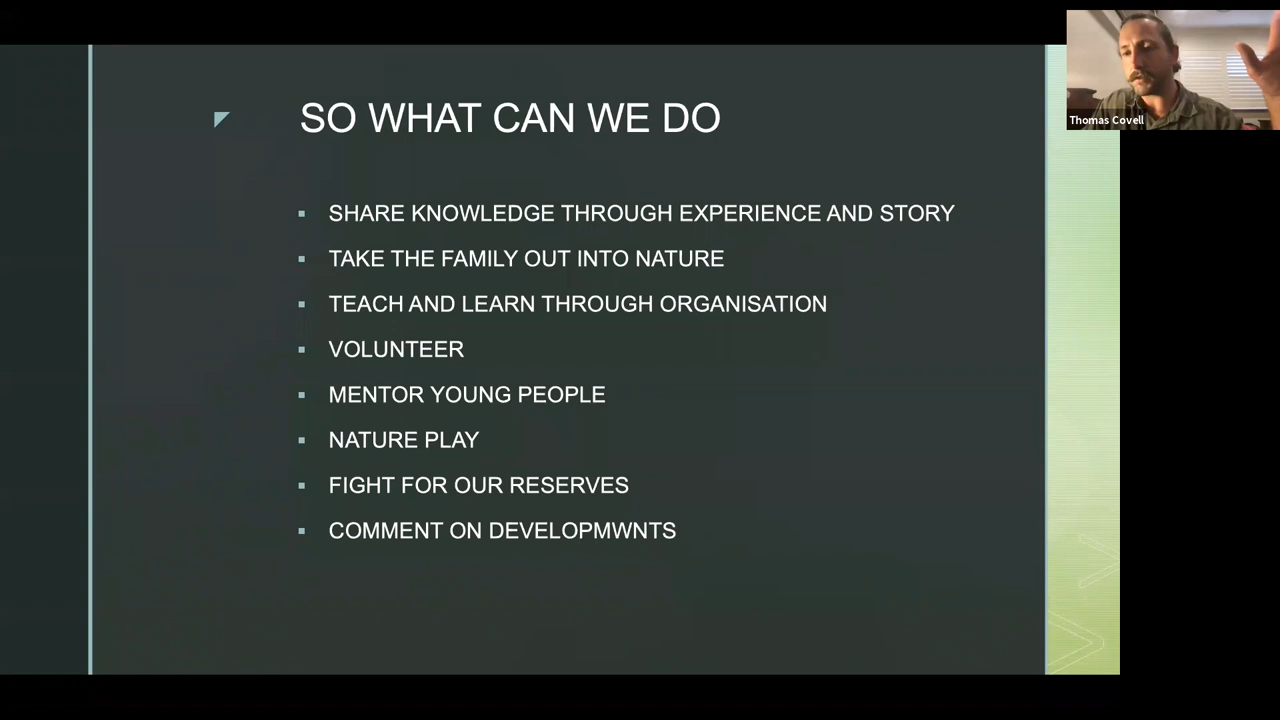 Thomas Covell
SO WHAT CAN WE DO
SHARE KNOWLEDGE THROUGH EXPERIENCE AND STORY
TAKE THE FAMILY OUT INTO NATURE
TEACH AND LEARN THROUGH ORGANISATION
VOLUNTEER
MENTOR YOUNG PEOPLE
NATURE PLAY
FIGHT FOR OUR RESERVES
COMMENT ON DEVELOPMWNTS